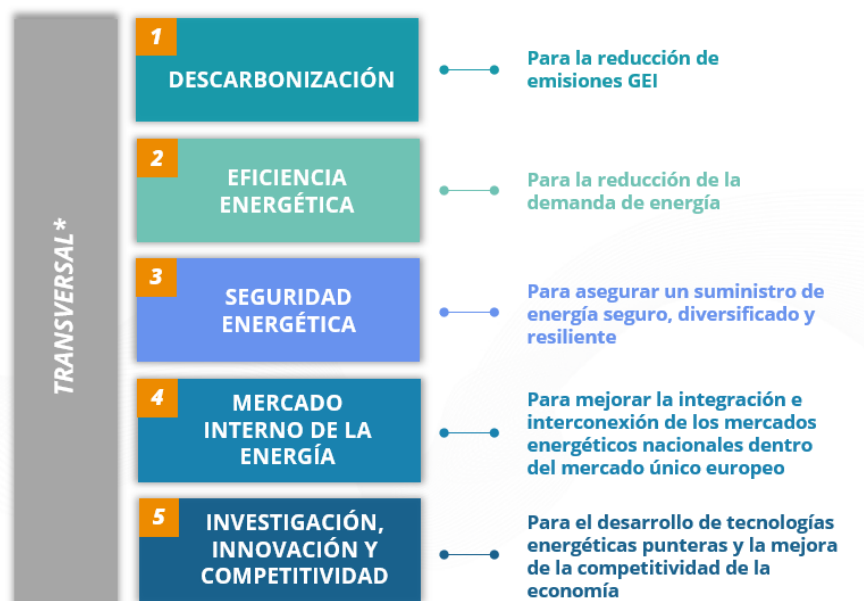 TRANSVERSAL*
1
DESCARBONIZACIÓN
Para la reducción de
emisiones GEI
2
EFICIENCIA
ENERGÉTICA
Para la reducción de la
demanda de energía
3
SEGURIDAD
ENERGÉTICA
Para asegurar un suministro de
energía seguro, diversificado y
resiliente
4
MERCADO
INTERNO DE LA
ENERGÍA
Para mejorar la integración e
interconexión de los mercados
energéticos nacionales dentro
del mercado único europeo
5
INVESTIGACIÓN,
INNOVACIÓN Y
COMPETITIVIDAD
Para el desarrollo de tecnologías
energéticas punteras y la mejora
de la competitividad de la
economía